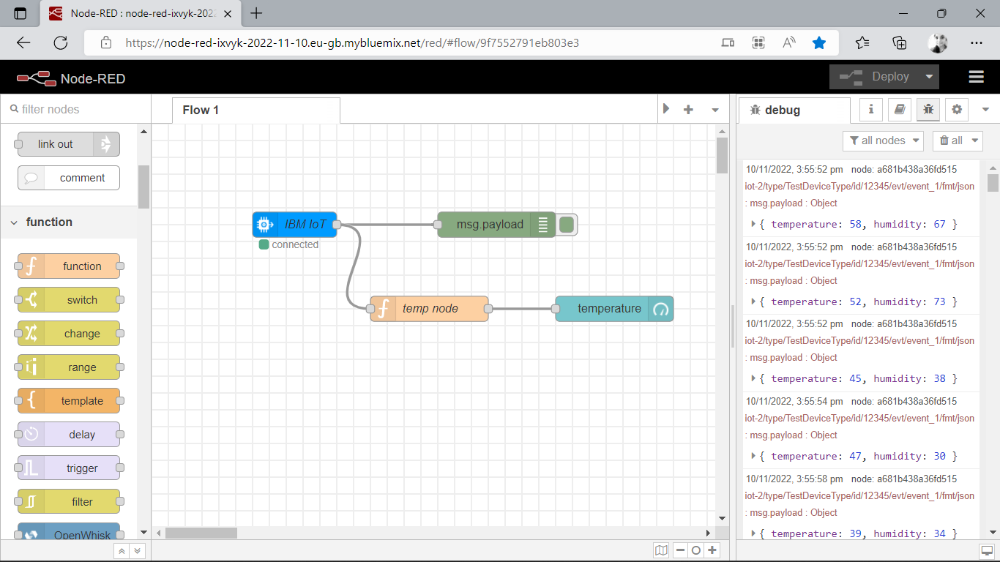 Node-RED : node-red-ixvyk-2022
https://node-red-ixvyk-2022-11-10.eu-gb.mybluemix.net/red/#flow/9f7552791eb803e3
Node-RED
Deploy
filter nodes
link out
comment
function
function
switch
change
range
template
delay
trigger
filter
OpenWhisk
Flow 1
IBM IoT
connected
msg.payload
temp node
temperature
debug
all nodes
all
10/11/2022, 3:55:52 pm node: a681b438a36fd515
iot-2/type/TestDeviceType/id/12345/evt/event_1/fmt/json
: msg.payload : Object
{ temperature: 58, humidity: 67 }
10/11/2022, 3:55:52 pm node: a681b438a36fd515
iot-2/type/TestDeviceType/id/12345/evt/event_1/fmt/json
: msg.payload : Object
{ temperature: 52, humidity: 73 }
10/11/2022, 3:55:52 pm node: a681b438a36fd515
iot-2/type/TestDeviceType/id/12345/evt/event_1/fmt/json
: msg.payload : Object
{ temperature: 45, humidity: 38 }
10/11/2022, 3:55:54 pm node: a681b438a36fd515
iot-2/type/TestDeviceType/id/12345/evt/event_1/fmt/json
: msg.payload : Object
{ temperature: 47, humidity: 30 }
10/11/2022, 3:55:58 pm node: a681b438a36fd515
iot-2/type/TestDeviceType/id/12345/evt/event_1/fmt/json
: msg.payload : Object
{ temperature: 39, humidity: 34 }